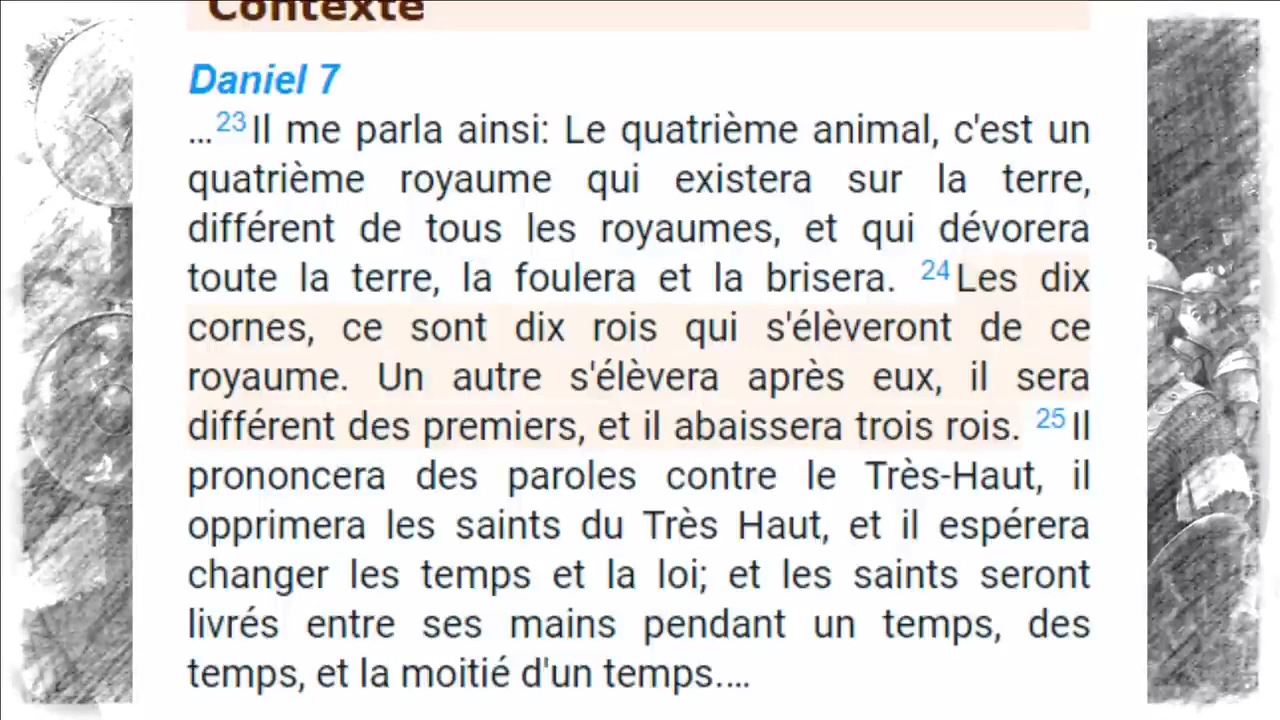 Contexte
Daniel 7
...23 Il me parla ainsi: Le quatrième animal, c'est un
quatrième royaume qui existera sur la terre,
différent de tous les royaumes, et qui dévorera
toute la terre, la foulera et la brisera. 24 Les dix
cornes, ce sont dix rois qui s'élèveront de ce
royaume. Un autre s'élèvera après eux, il sera
différent des premiers, et il abaissera trois rois. 25 Il
prononcera des paroles contre le Très-Haut, il
opprimera les saints du Très Haut, et il espérera
changer les temps et la loi; et les saints seront
livrés entre ses mains pendant un temps, des
temps, et la moitié d'un temps....